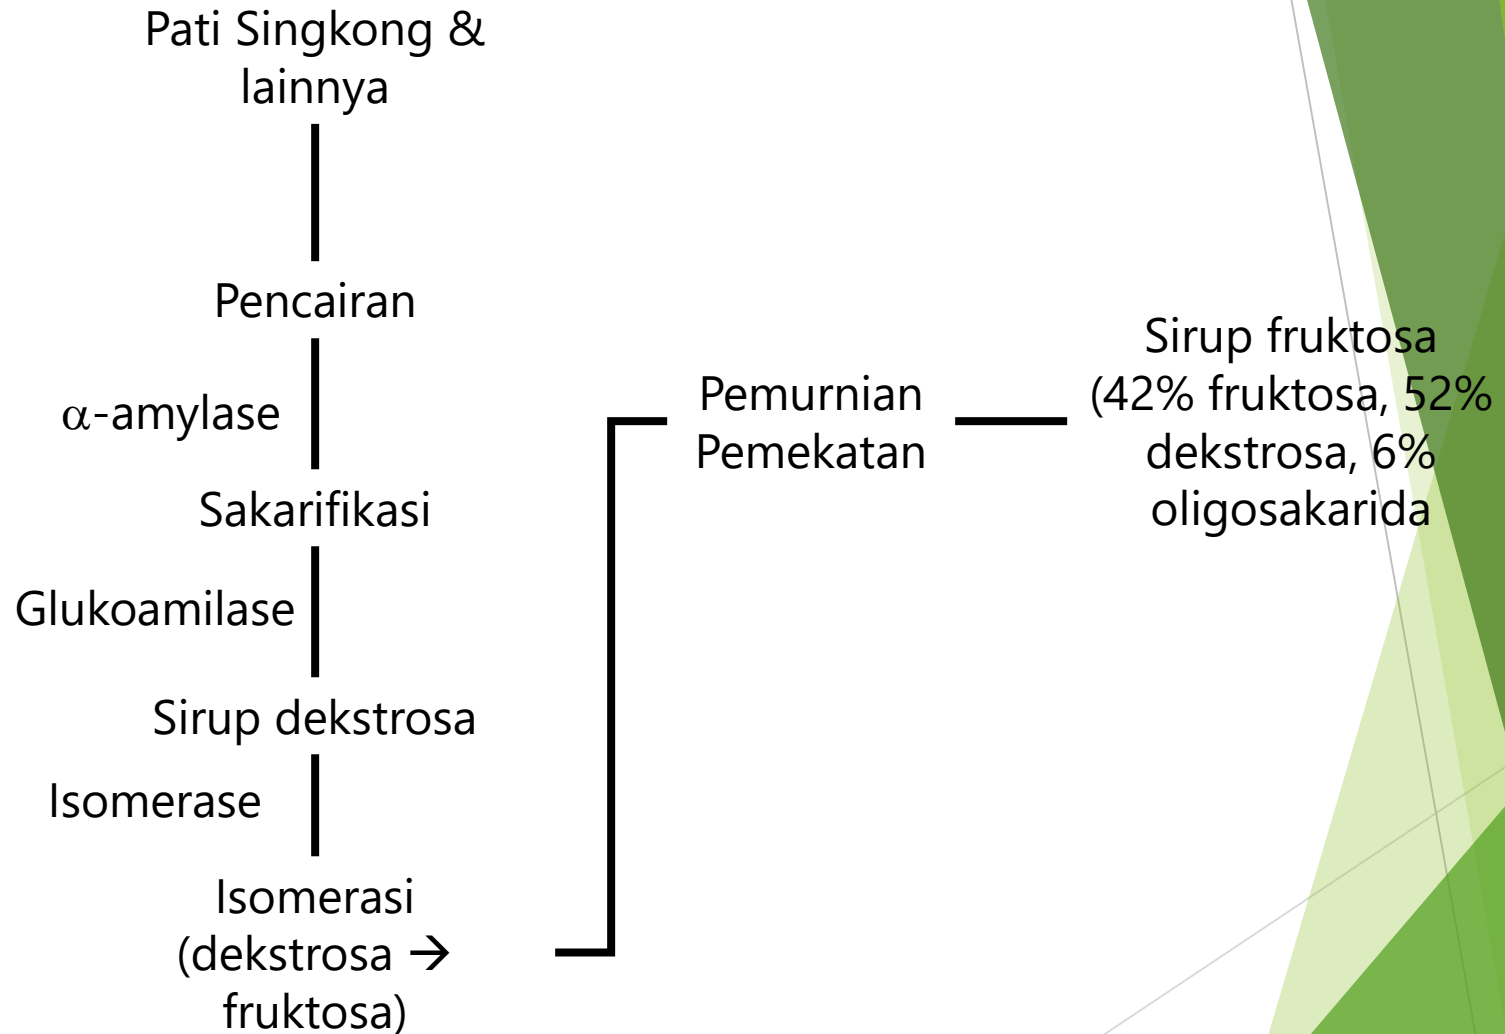 Pati Singkong &
lainnya
Pencairan
α-amylase
Sakarifikasi
Glukoamilase
Sirup dekstrosa
Isomerase
Isomerasi
(dekstrosa →
fruktosa)
Pemurnian
Pemekatan
Sirup fruktosa
(42% fruktosa, 52%
dekstrosa, 6%
oligosakarida